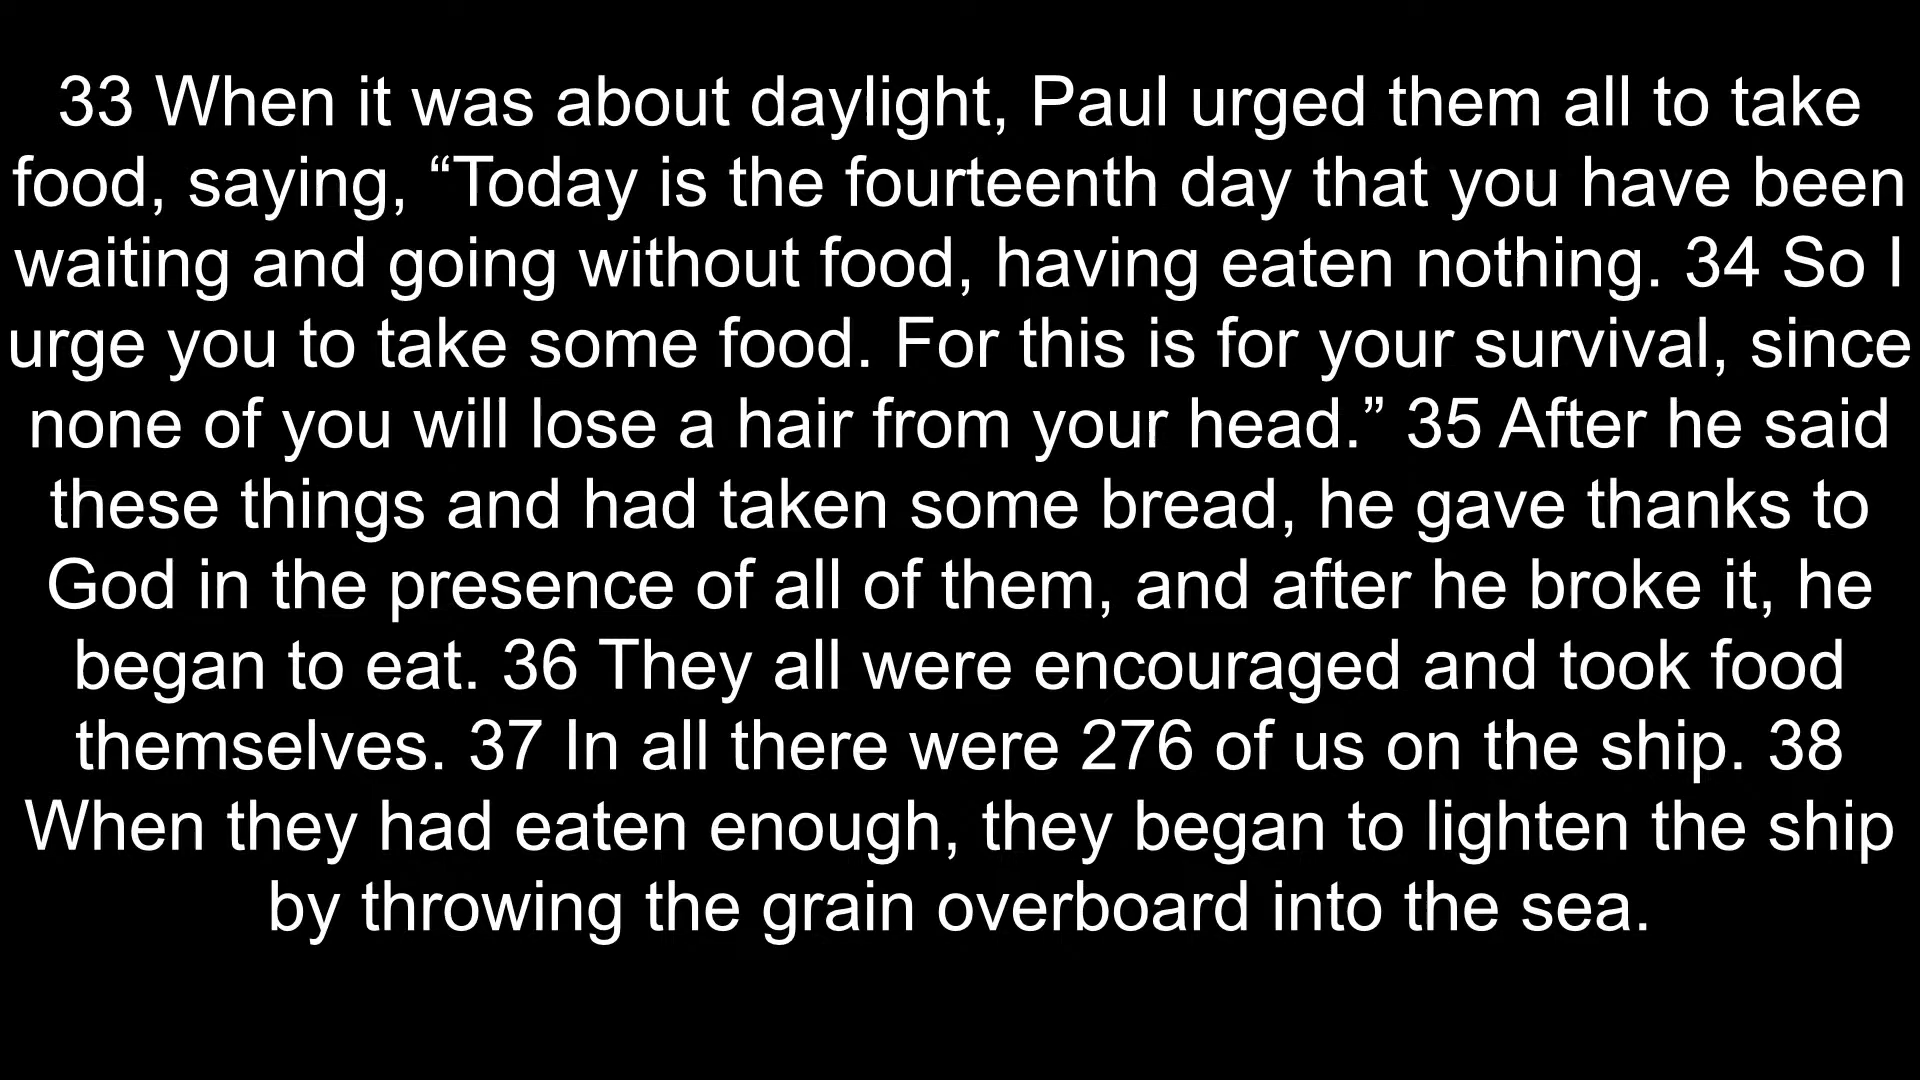 33 When it was about daylight, Paul urged them all to take
food, saying, “Today is the fourteenth day that you have been
waiting and going without food, having eaten nothing. 34 So I
urge you to take some food. For this is for your survival, since
none of you will lose a hair from your head.” 35 After he said
these things and had taken some bread, he gave thanks to
God in the presence of all of them, and after he broke it, he
began to eat. 36 They all were encouraged and took food
themselves. 37 In all there were 276 of us on the ship. 38
When they had eaten enough, they began to lighten the ship
by throwing the grain overboard into the sea.